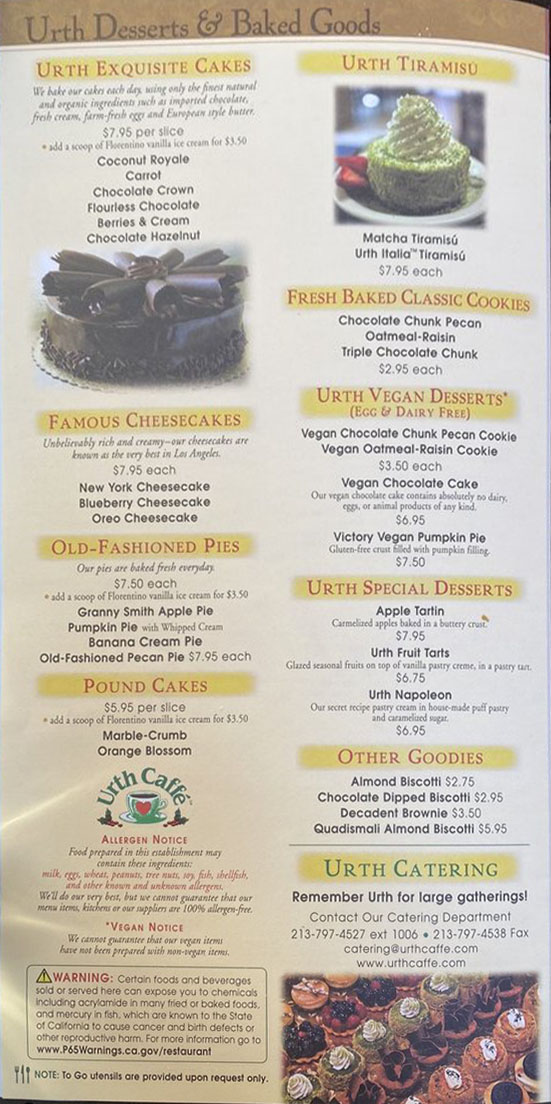 Urth Desserts & Baked Goods
Urth Exquisite Cakes
We bake our cakes each day, using only the finest natural
and organic ingredients such as imported chocolate,
fresh cream, farm-fresh eggs and European style butter.
$7.95 per slice
• add a scoop of Florentino vanilla ice cream for $3.50
Coconut Royale
Carrot
Chocolate Crown
Flourless Chocolate
Berries & Cream
Chocolate Hazelnut
Famous Cheesecakes
Unbelievably rich and creamy–our cheesecakes are
known as the very best in Los Angeles.
$7.95 each
New York Cheesecake
Blueberry Cheesecake
Oreo Cheesecake
Old-Fashioned Pies
Our pies are baked fresh everyday.
$7.50 each
• add a scoop of Florentino vanilla ice cream for $3.50
Granny Smith Apple Pie
Pumpkin Pie with Whipped Cream
Banana Cream Pie
Old-Fashioned Pecan Pie $7.95 each
Pound Cakes
$5.95 per slice
• add a scoop of Florentino vanilla ice cream for $3.50
Marble-Crumb
Orange Blossom
Urth Caffé™
Allergen Notice
Food prepared in this establishment may
contain these ingredients:
milk, eggs, wheat, peanuts, tree nuts, soy, fish, shellfish,
and other known and unknown allergens.
We'll do our very best, but we cannot guarantee that our
menu items, kitchens or our suppliers are 100% allergen-free.
*Vegan Notice
We cannot guarantee that our vegan items
have not been prepared with non-vegan items.
WARNING: Certain foods and beverages
sold or served here can expose you to chemicals
including acrylamide in many fried or baked foods,
and mercury in fish, which are known to the State
of California to cause cancer and birth defects or
other reproductive harm. For more information go to
www.P65Warnings.ca.gov/restaurant
NOTE: To Go utensils are provided upon request only.
Urth Tiramisu
Matcha Tiramisú
Urth Italia™ Tiramisú
$7.95 each
Fresh Baked Classic Cookies
Chocolate Chunk Pecan
Oatmeal-Raisin
Triple Chocolate Chunk
$2.95 each
Urth Vegan Desserts*
(Egg & Dairy Free)
Vegan Chocolate Chunk Pecan Cookie
Vegan Oatmeal-Raisin Cookie
$3.50 each
Vegan Chocolate Cake
Our vegan chocolate cake contains absolutely no dairy,
eggs, or animal products of any kind.
$6.95
Victory Vegan Pumpkin Pie
Gluten-free crust filled with pumpkin filling.
$7.50
Urth Special Desserts
Apple Tartin
Carmelized apples baked in a buttery crust.
$7.95
Urth Fruit Tarts
Glazed seasonal fruits on top of vanilla pastry creme, in a pastry tart.
$6.75
Urth Napoleon
Our secret recipe pastry cream in house-made puff pastry
and caramelized sugar.
$6.95
Other Goodies
Almond Biscotti $2.75
Chocolate Dipped Biscotti $2.95
Decadent Brownie $3.50
Quadismali Almond Biscotti $5.95
Urth Catering
Remember Urth for large gatherings!
Contact Our Catering Department
213-797-4527 ext 1006 • 213-797-4538 Fax
catering@urthcaffe.com
www.urthcaffe.com